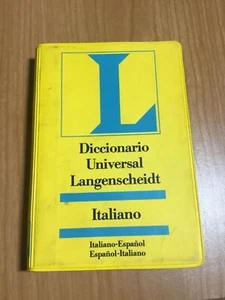 L
Diccionario
Universal
Langenscheidt
Italiano
Italiano-Español
Español-Italiano